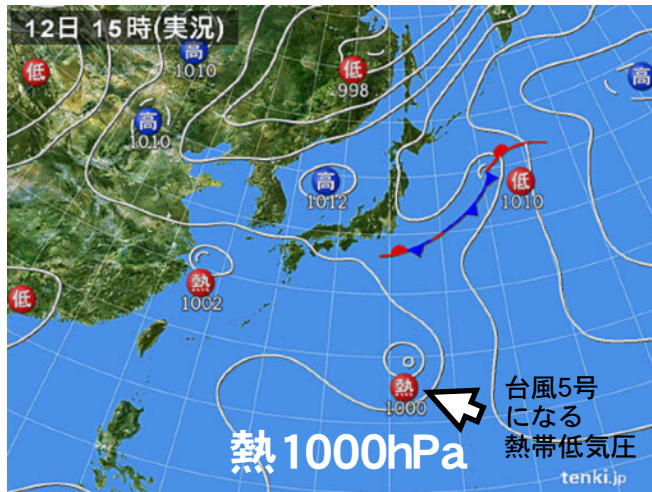 12日 15時(実況)
高
1010
低
998
低
高
高
1010
高
1012
低
1010
熱
1002
低
熱
1000
台風5号
になる
熱帯低気圧
熱1000hPa
tenki.jp